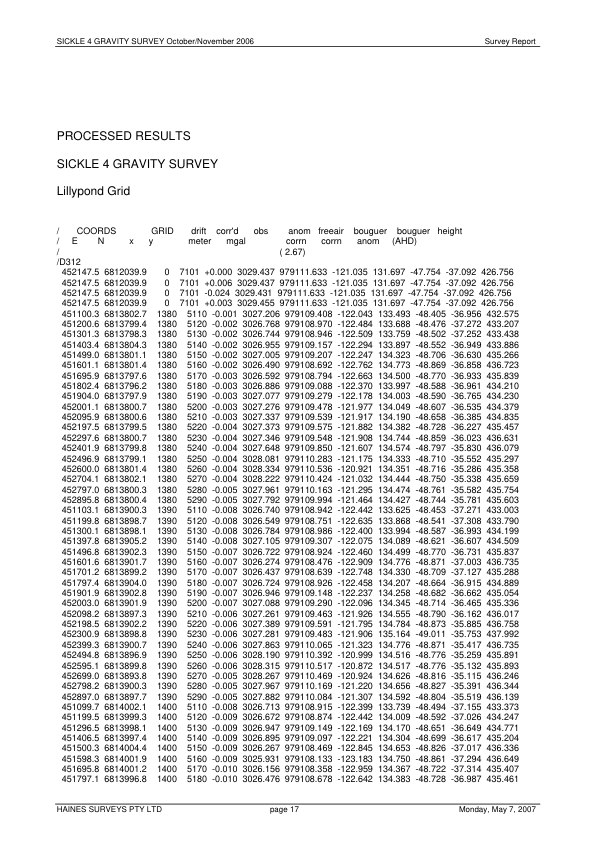 SICKLE 4 GRAVITY SURVEY October/November 2006 Survey Report
PROCESSED RESULTS
SICKLE 4 GRAVITY SURVEY
Lillypond Grid
/ COORDS GRID drift corr'd obs anom freeair bouguer bouguer height
/ E N x y meter mgal corrn corrn anom (AHD)
/ ( 2.67)
/D312
452147.5 6812039.9 0 7101 +0.000 3029.437 979111.633 -121.035 131.697 -47.754 -37.092 426.756
452147.5 6812039.9 0 7101 +0.006 3029.437 979111.633 -121.035 131.697 -47.754 -37.092 426.756
452147.5 6812039.9 0 7101 -0.024 3029.431 979111.633 -121.035 131.697 -47.754 -37.092 426.756
452147.5 6812039.9 0 7101 +0.003 3029.455 979111.633 -121.035 131.697 -47.754 -37.092 426.756
451100.3 6813802.7 1380 5110 -0.001 3027.206 979109.408 -122.043 133.493 -48.405 -36.956 432.575
451200.6 6813799.4 1380 5120 -0.002 3026.768 979108.970 -122.484 133.688 -48.476 -37.272 433.207
451301.3 6813798.3 1380 5130 -0.002 3026.744 979108.946 -122.509 133.759 -48.502 -37.252 433.438
451403.4 6813804.3 1380 5140 -0.002 3026.955 979109.157 -122.294 133.897 -48.552 -36.949 433.886
451499.0 6813801.1 1380 5150 -0.002 3027.005 979109.207 -122.247 134.323 -48.706 -36.630 435.266
451601.1 6813801.4 1380 5160 -0.002 3026.490 979108.692 -122.762 134.773 -48.869 -36.858 436.723
451695.9 6813797.6 1380 5170 -0.003 3026.592 979108.794 -122.663 134.500 -48.770 -36.933 435.839
451802.4 6813796.2 1380 5180 -0.003 3026.886 979109.088 -122.370 133.997 -48.588 -36.961 434.210
451904.0 6813797.9 1380 5190 -0.003 3027.077 979109.279 -122.178 134.003 -48.590 -36.765 434.230
452001.1 6813800.7 1380 5200 -0.003 3027.276 979109.478 -121.977 134.049 -48.607 -36.535 434.379
452095.9 6813800.6 1380 5210 -0.003 3027.337 979109.539 -121.917 134.190 -48.658 -36.385 434.835
452197.5 6813799.5 1380 5220 -0.004 3027.373 979109.575 -121.882 134.382 -48.728 -36.227 435.457
452297.6 6813800.7 1380 5230 -0.004 3027.346 979109.548 -121.908 134.744 -48.859 -36.023 436.631
452401.9 6813799.8 1380 5240 -0.004 3027.648 979109.850 -121.607 134.574 -48.797 -35.830 436.079
452496.9 6813799.1 1380 5250 -0.004 3028.081 979110.283 -121.175 134.333 -48.710 -35.552 435.297
452600.0 6813801.4 1380 5260 -0.004 3028.334 979110.536 -120.921 134.351 -48.716 -35.286 435.358
452704.1 6813802.1 1380 5270 -0.004 3028.222 979110.424 -121.032 134.444 -48.750 -35.338 435.659
452797.0 6813800.3 1380 5280 -0.005 3027.961 979110.163 -121.295 134.474 -48.761 -35.582 435.754
452895.8 6813800.4 1380 5290 -0.005 3027.792 979109.994 -121.464 134.427 -48.744 -35.781 435.603
451103.1 6813900.3 1390 5110 -0.008 3026.740 979108.942 -122.442 133.625 -48.453 -37.271 433.003
451199.8 6813898.7 1390 5120 -0.008 3026.549 979108.751 -122.635 133.868 -48.541 -37.308 433.790
451300.1 6813898.1 1390 5130 -0.008 3026.784 979108.986 -122.400 133.994 -48.587 -36.993 434.199
451397.8 6813905.2 1390 5140 -0.008 3027.105 979109.307 -122.075 134.089 -48.621 -36.607 434.509
451496.8 6813902.3 1390 5150 -0.007 3026.722 979108.924 -122.460 134.499 -48.770 -36.731 435.837
451601.6 6813901.7 1390 5160 -0.007 3026.274 979108.476 -122.909 134.776 -48.871 -37.003 436.735
451701.2 6813899.2 1390 5170 -0.007 3026.437 979108.639 -122.748 134.330 -48.709 -37.127 435.288
451797.4 6813904.0 1390 5180 -0.007 3026.724 979108.926 -122.458 134.207 -48.664 -36.915 434.889
451901.9 6813902.8 1390 5190 -0.007 3026.946 979109.148 -122.237 134.258 -48.682 -36.662 435.054
452003.0 6813901.9 1390 5200 -0.007 3027.088 979109.290 -122.096 134.345 -48.714 -36.465 435.336
452098.2 6813897.3 1390 5210 -0.006 3027.261 979109.463 -121.926 134.555 -48.790 -36.162 436.017
452198.5 6813902.2 1390 5220 -0.006 3027.389 979109.591 -121.795 134.784 -48.873 -35.885 436.758
452300.9 6813898.8 1390 5230 -0.006 3027.281 979109.483 -121.906 135.164 -49.011 -35.753 437.992
452399.3 6813900.7 1390 5240 -0.006 3027.863 979110.065 -121.323 134.776 -48.871 -35.417 436.735
452494.8 6813896.9 1390 5250 -0.006 3028.190 979110.392 -120.999 134.516 -48.776 -35.259 435.891
452595.1 6813899.8 1390 5260 -0.006 3028.315 979110.517 -120.872 134.517 -48.776 -35.132 435.893
452699.0 6813893.8 1390 5270 -0.005 3028.267 979110.469 -120.924 134.626 -48.816 -35.115 436.246
452798.2 6813900.3 1390 5280 -0.005 3027.967 979110.169 -121.220 134.656 -48.827 -35.391 436.344
452897.0 6813897.7 1390 5290 -0.005 3027.882 979110.084 -121.307 134.592 -48.804 -35.519 436.139
451099.7 6814002.1 1400 5110 -0.008 3026.713 979108.915 -122.399 133.739 -48.494 -37.155 433.373
451199.5 6813999.3 1400 5120 -0.009 3026.672 979108.874 -122.442 134.009 -48.592 -37.026 434.247
451296.5 6813998.1 1400 5130 -0.009 3026.947 979109.149 -122.169 134.170 -48.651 -36.649 434.771
451406.5 6813997.4 1400 5140 -0.009 3026.895 979109.097 -122.221 134.304 -48.699 -36.617 435.204
451500.3 6814004.4 1400 5150 -0.009 3026.267 979108.469 -122.845 134.653 -48.826 -37.017 436.336
451598.3 6814001.9 1400 5160 -0.009 3025.931 979108.133 -123.183 134.750 -48.861 -37.294 436.649
451695.8 6814001.2 1400 5170 -0.010 3026.156 979108.358 -122.959 134.367 -48.722 -37.314 435.407
451797.1 6813996.8 1400 5180 -0.010 3026.476 979108.678 -122.642 134.383 -48.728 -36.987 435.461
HAINES SURVEYS PTY LTD page 17 Monday, May 7, 2007